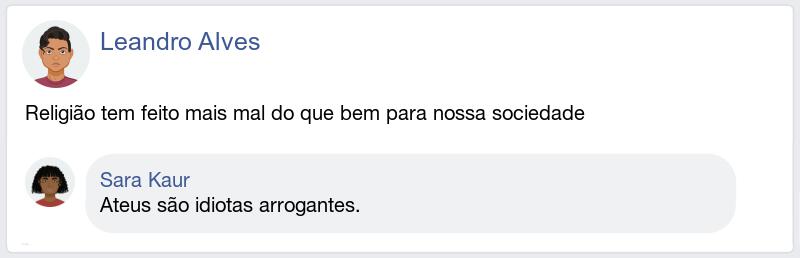 Leandro Alves
Religião tem feito mais mal do que bem para nossa sociedade
Sara Kaur
Ateus são idiotas arrogantes.